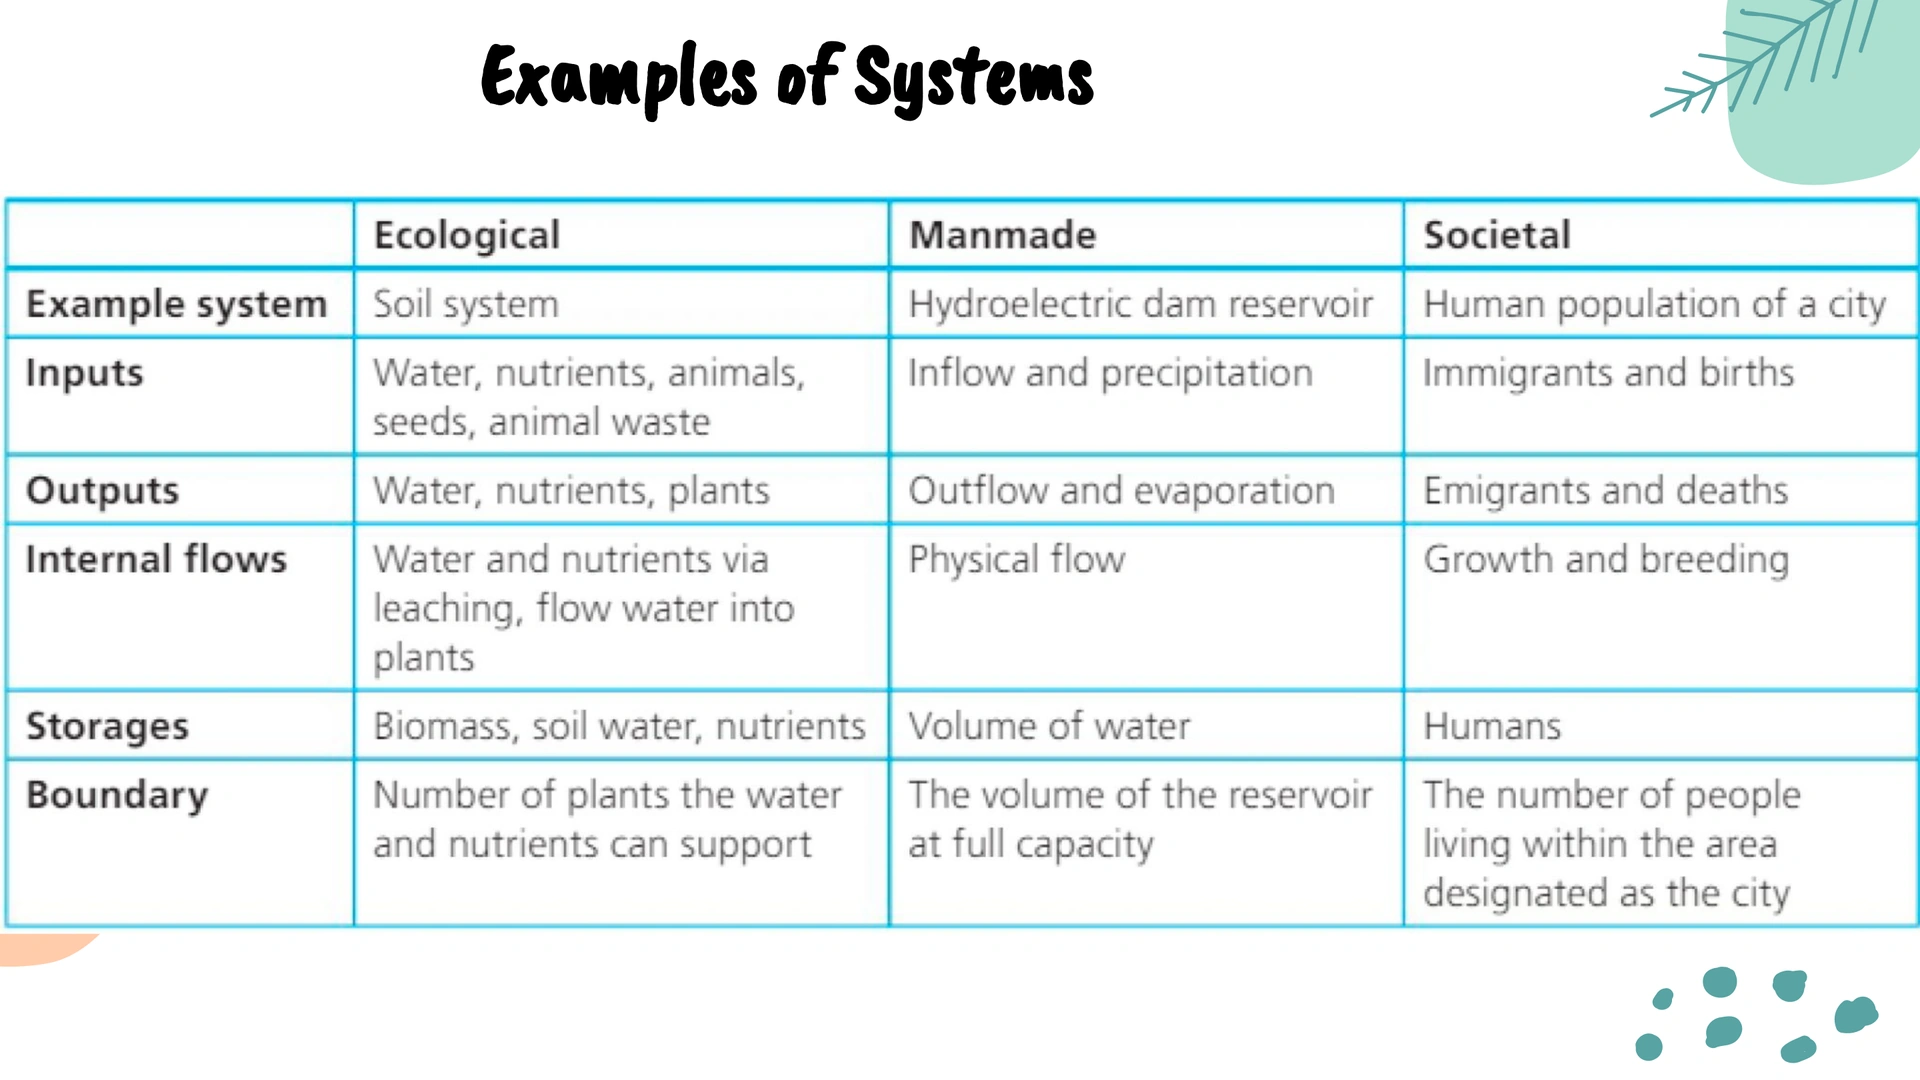 Examples of Systems
Ecological Manmade Societal
Example system Soil system Hydroelectric dam reservoir Human population of a city
Inputs Water, nutrients, animals, Inflow and precipitation Immigrants and births
seeds, animal waste
Outputs Water, nutrients, plants Outflow and evaporation Emigrants and deaths
Internal flows Water and nutrients via Physical flow Growth and breeding
leaching, flow water into
plants
Storages Biomass, soil water, nutrients Volume of water Humans
Boundary Number of plants the water The volume of the reservoir The number of people
and nutrients can support at full capacity living within the area
designated as the city